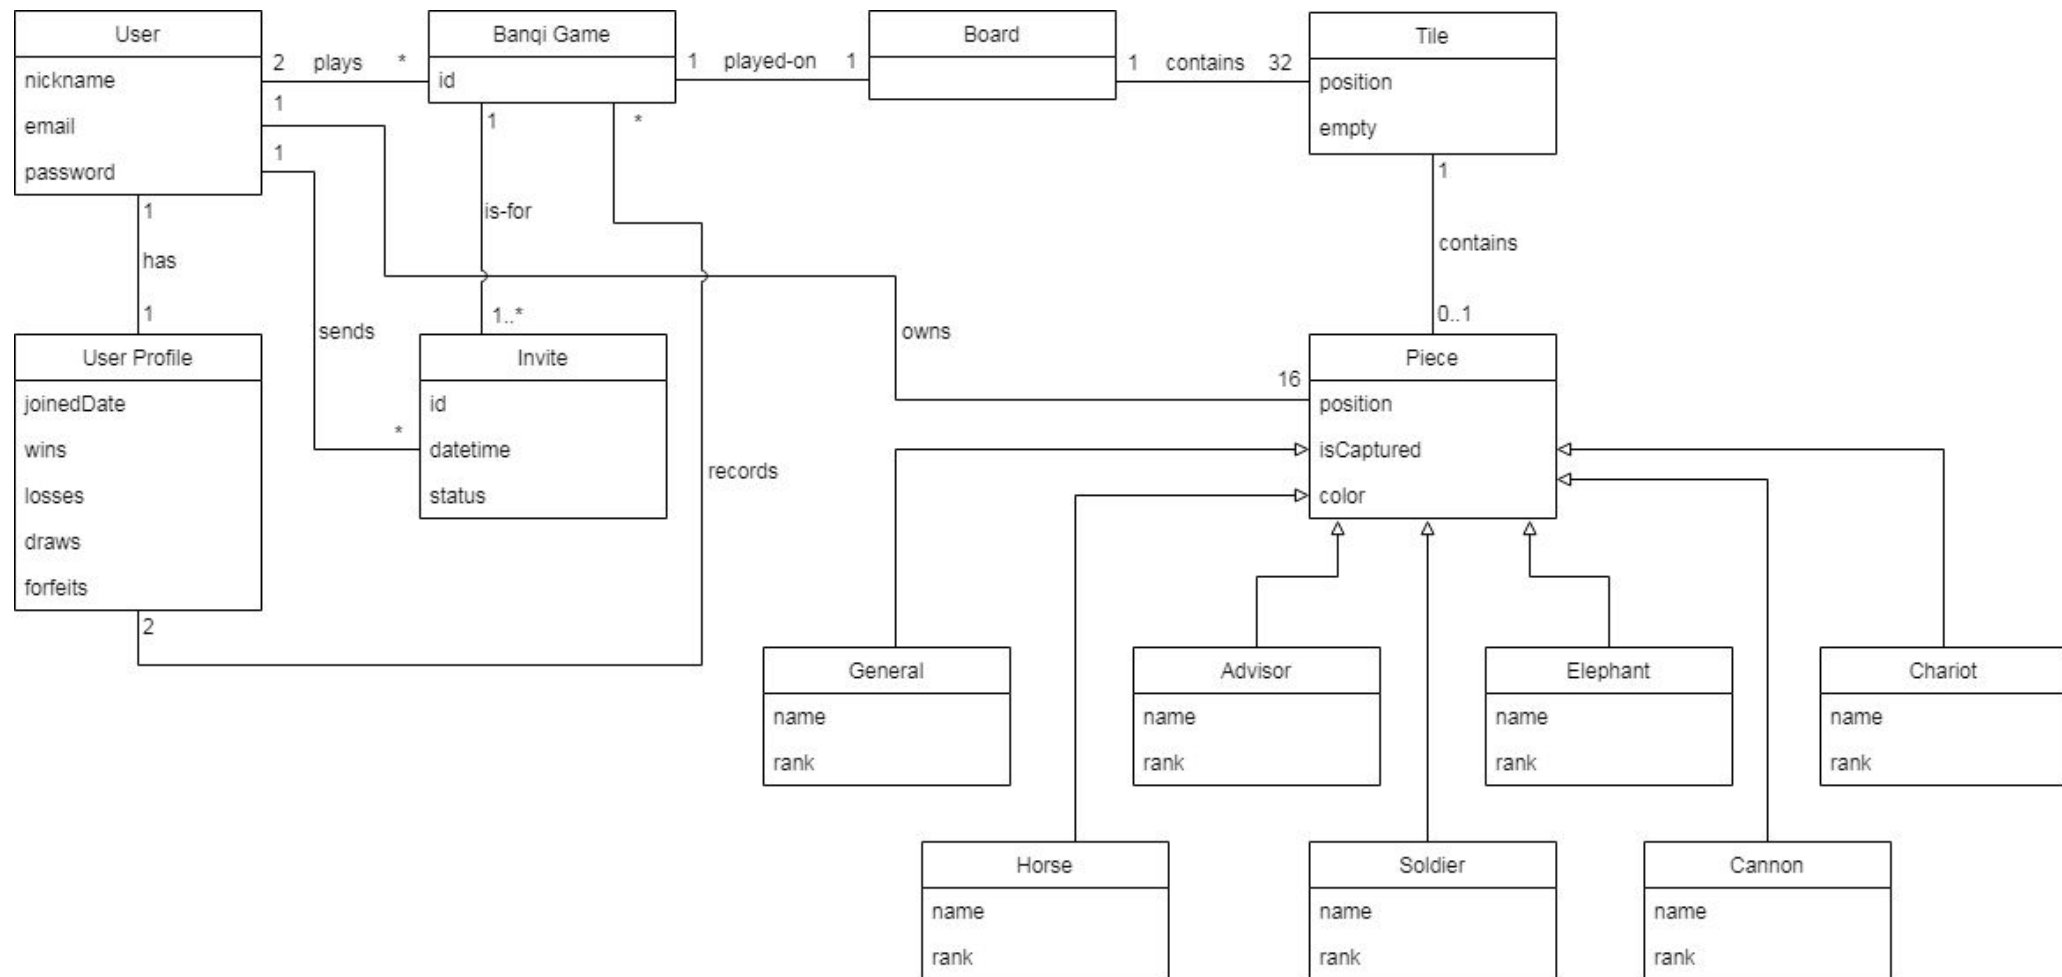 User
nickname
email
password
2 plays *
1
1
Banqi Game
id
1 played-on 1
Board
1 contains 32
Tile
position
empty
1
has
1
1
is-for
1..*
*
records
2
sends
*
1
contains
0..1
owns
16
User Profile
joinedDate
wins
losses
draws
forfeits
Invite
id
datetime
status
Piece
position
isCaptured
color
General
name
rank
Advisor
name
rank
Elephant
name
rank
Chariot
name
rank
Horse
name
rank
Soldier
name
rank
Cannon
name
rank